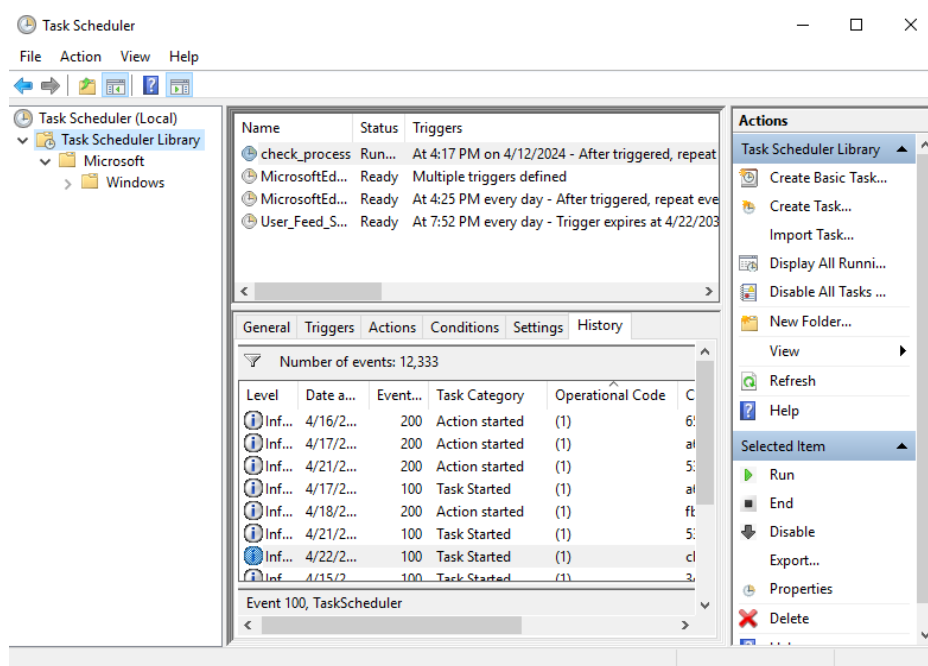 Task Scheduler
File Action View Help
Task Scheduler (Local)
Task Scheduler Library
Microsoft
Windows
Name Status Triggers
check_process Run... At 4:17 PM on 4/12/2024 - After triggered, repeat
MicrosoftEd... Ready Multiple triggers defined
MicrosoftEd... Ready At 4:25 PM every day - After triggered, repeat eve
User_Feed_S... Ready At 7:52 PM every day - Trigger expires at 4/22/203
General Triggers Actions Conditions Settings History
Number of events: 12,333
Level Date a... Event... Task Category Operational Code C
Inf... 4/16/2... 200 Action started (1)
Inf... 4/17/2... 200 Action started (1)
Inf... 4/21/2... 200 Action started (1)
Inf... 4/17/2... 100 Task Started (1)
Inf... 4/18/2... 200 Action started (1)
Inf... 4/21/2... 100 Task Started (1)
Inf... 4/22/2... 100 Task Started (1)
Inf... 4/15/2... 100 Task Started (1)
Event 100, TaskScheduler
Actions
Task Scheduler Library
Create Basic Task...
Create Task...
Import Task...
Display All Runni...
Disable All Tasks ...
New Folder...
View
Refresh
Help
Selected Item
Run
End
Disable
Export...
Properties
Delete